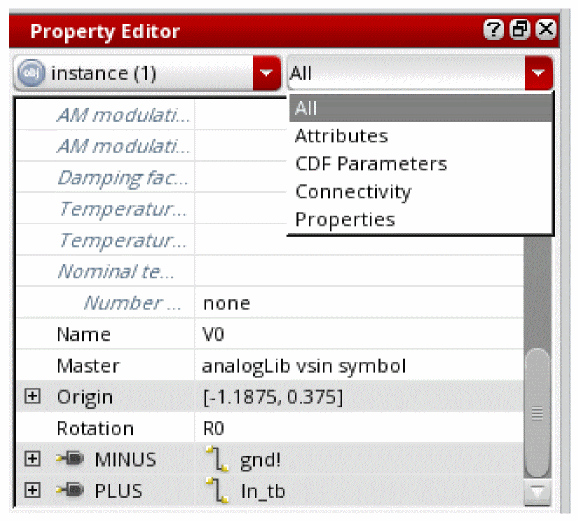 Property Editor
instance (1)
All
All
Attributes
CDF Parameters
Connectivity
Properties
AM modulati...
AM modulati...
Damping fac...
Temperatur...
Temperatur...
Nominal te...
Number ... none
Name V0
Master analogLib vsin symbol
Origin [-1.1875, 0.375]
Rotation R0
MINUS gnd!
PLUS In_tb